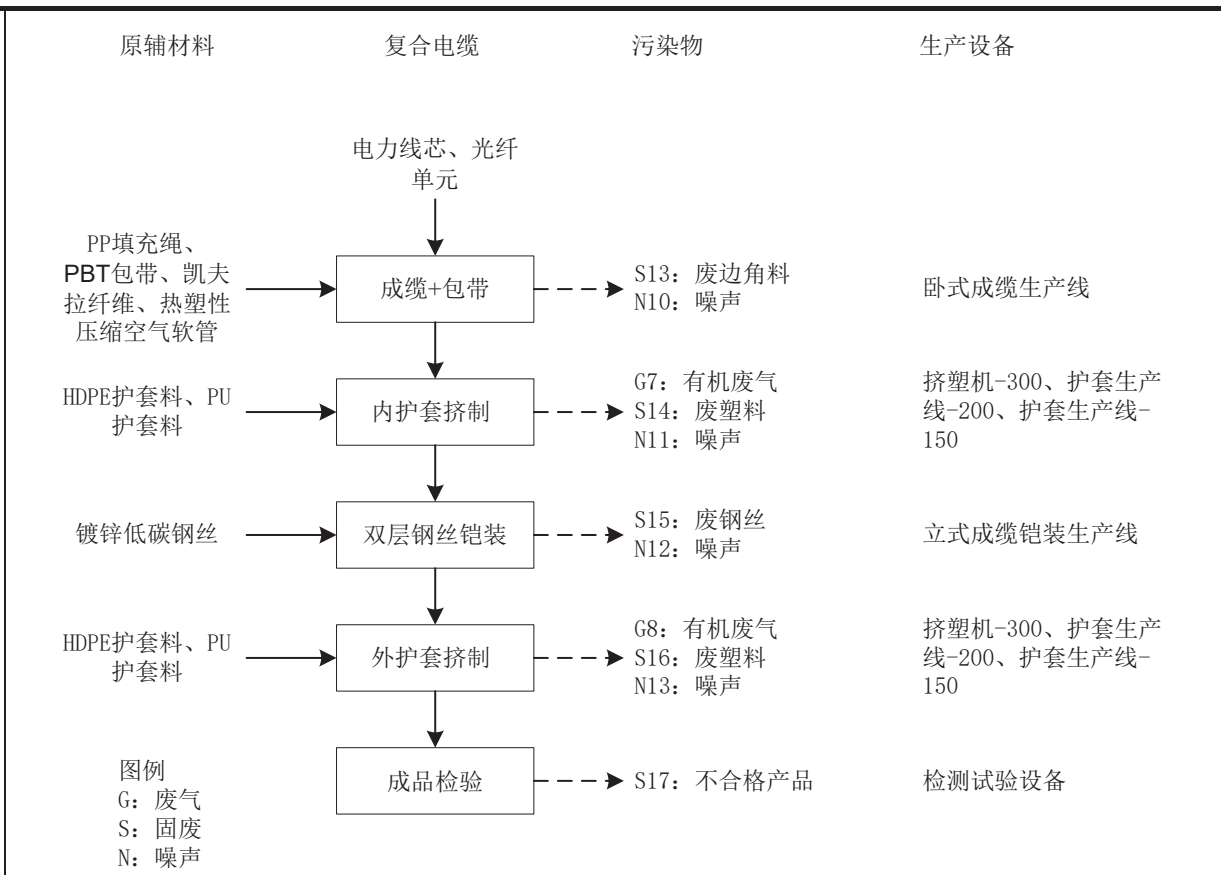 原辅材料
复合电缆
污染物
生产设备
电力线芯、光纤
单元
PP填充绳、
PBT包带、凯夫
拉纤维、热塑性
压缩空气软管
成缆+包带
S13：废边角料
N10：噪声
卧式成缆生产线
HDPE护套料、PU
护套料
内护套挤制
G7：有机废气
S14：废塑料
N11：噪声
挤塑机-300、护套生产
线-200、护套生产线-
150
镀锌低碳钢丝
双层钢丝铠装
S15：废钢丝
N12：噪声
立式成缆铠装生产线
HDPE护套料、PU
护套料
外护套挤制
G8：有机废气
S16：废塑料
N13：噪声
挤塑机-300、护套生产
线-200、护套生产线-
150
成品检验
S17：不合格产品
检测试验设备
图例
G：废气
S：固废
N：噪声